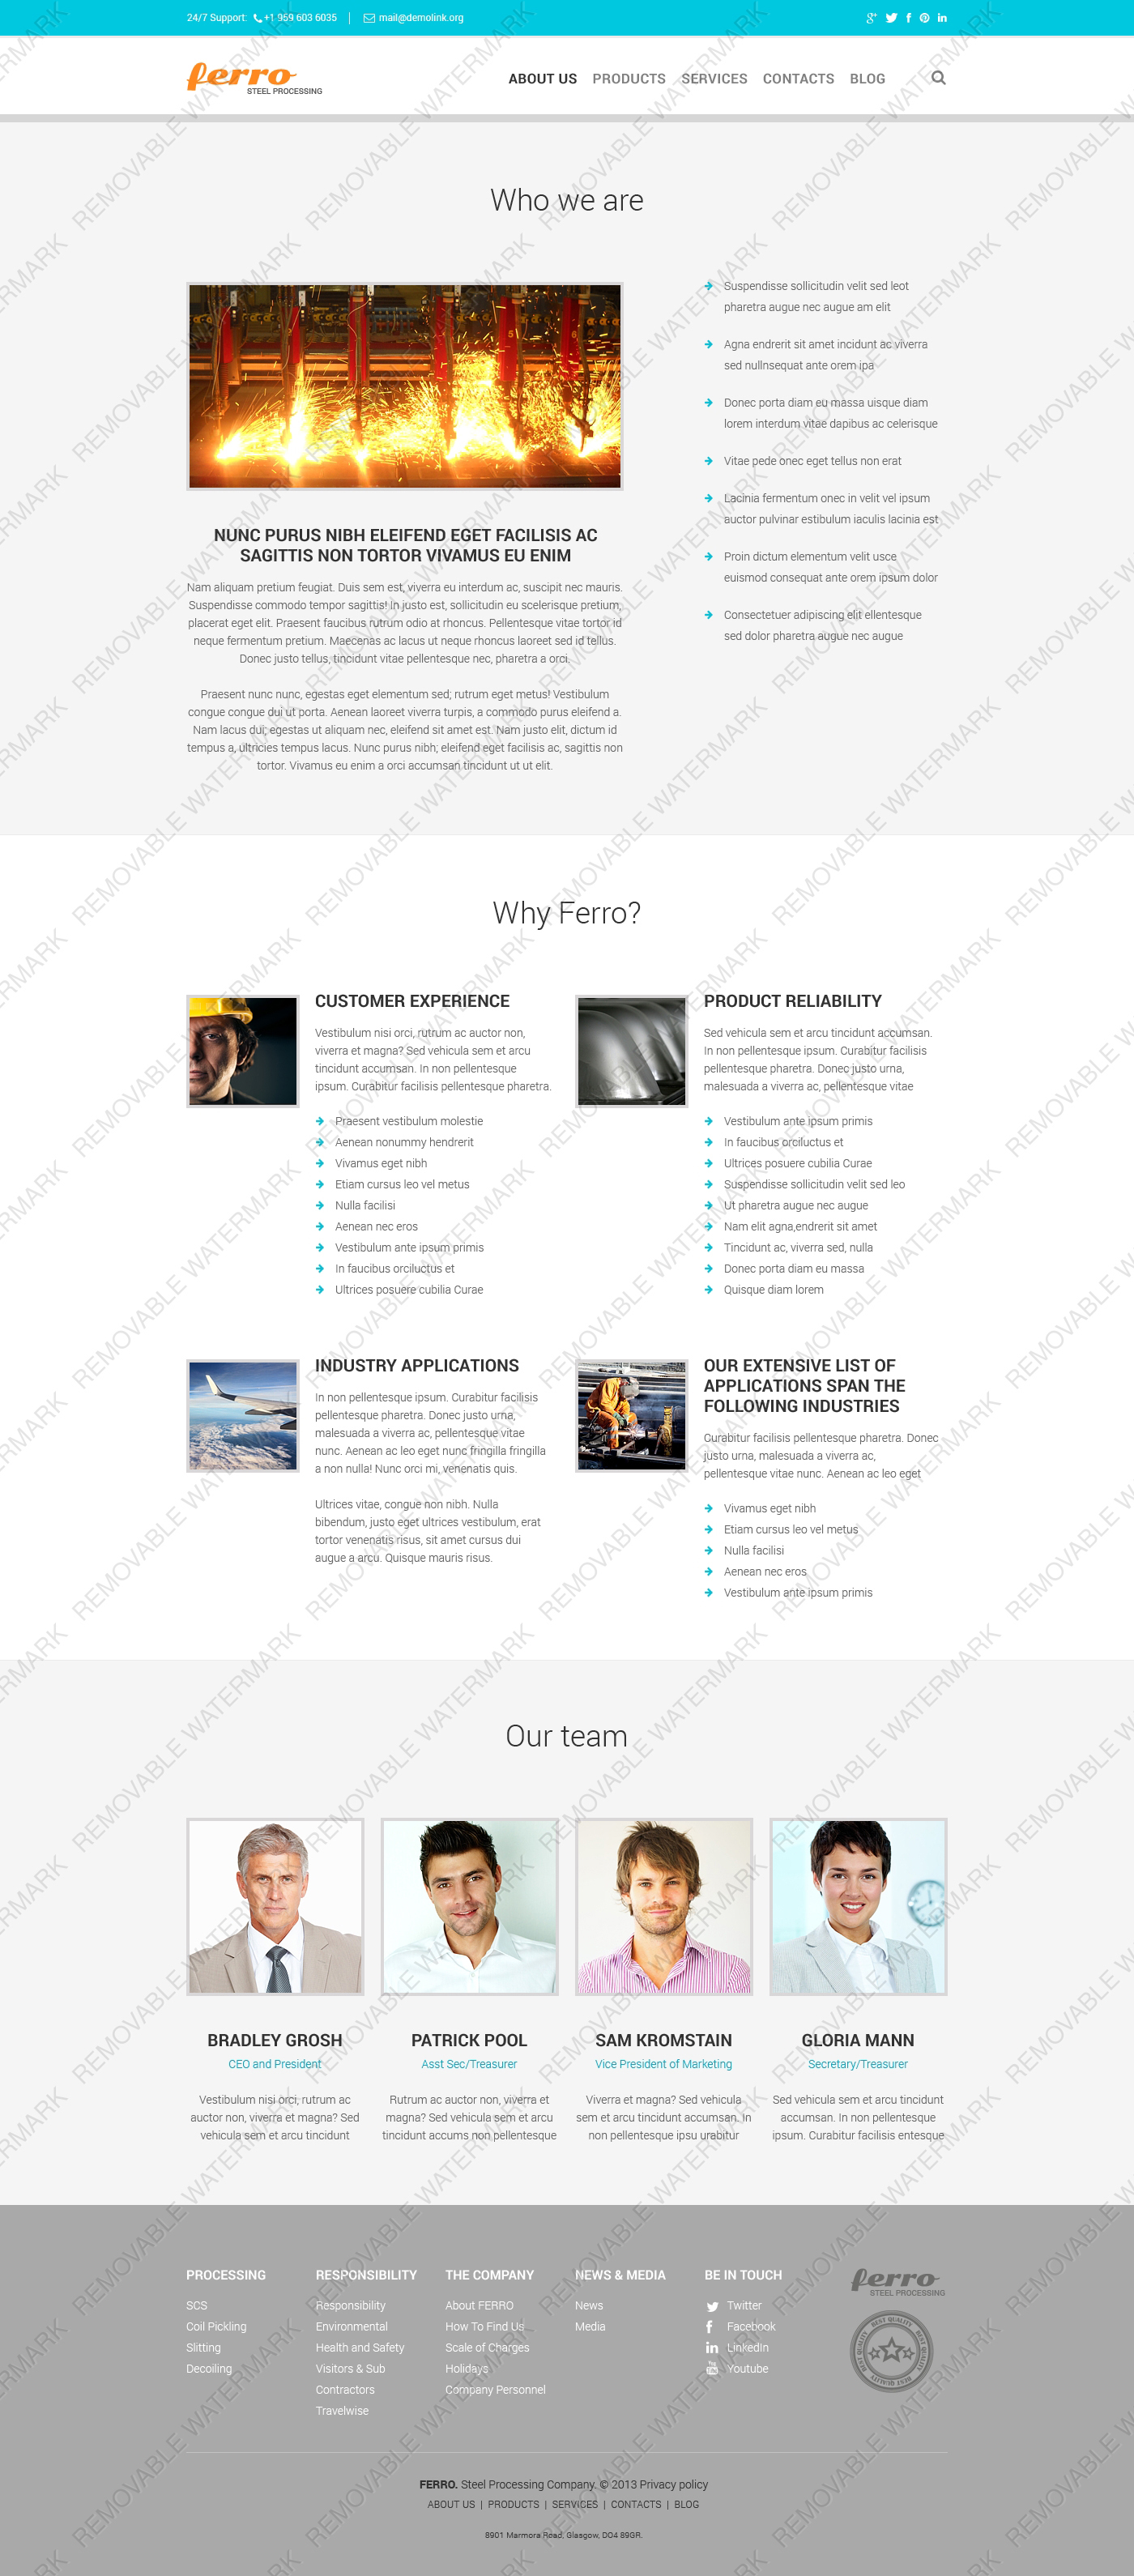 24/7 Support: +1 959 603 6035 | mail@demolink.org
ferro
STEEL PROCESSING
ABOUT US PRODUCTS SERVICES CONTACTS BLOG
Who we are
NUNC PURUS NIBH ELEIFEND EGET FACILISIS AC
SAGITTIS NON TORTOR VIVAMUS EU ENIM
Nam aliquam pretium feugiat. Duis sem est, viverra eu interdum ac, suscipit nec mauris.
Suspendisse commodo tempor sagittis! In justo est, sollicitudin eu scelerisque pretium,
placerat eget elit. Praesent faucibus rutrum odio at rhoncus. Pellentesque vitae tortor id
neque fermentum pretium. Maecenas ac lacus ut neque rhoncus laoreet sed id tellus.
Donec justo tellus, tincidunt vitae pellentesque nec, pharetra a orci.
Praesent nunc nunc, egestas eget elementum sed; rutrum eget metus! Vestibulum
congue congue dui ut porta. Aenean laoreet viverra turpis, a commodo purus eleifend a.
Nam lacus dui; egestas ut aliquam nec, eleifend sit amet est. Nam justo elit, dictum id
tempus a, ultricies tempus lacus. Nunc purus nibh; eleifend eget facilisis ac, sagittis non
tortor. Vivamus eu enim a orci accumsan tincidunt ut ut elit.
Suspendisse sollicitudin velit sed leot
pharetra augue nec augue am elit
Agna endrerit sit amet incidunt ac viverra
sed nullnsequat ante orem ipa
Donec porta diam eu massa uisque diam
lorem interdum vitae dapibus ac celerisque
Vitae pede onec eget tellus non erat
Lacinia fermentum onec in velit vel ipsum
auctor pulvinar estibulum iaculis lacinia est
Proin dictum elementum velit usce
euismod consequat ante orem ipsum dolor
Consectetuer adipiscing elit ellentesque
sed dolor pharetra augue nec augue
Why Ferro?
CUSTOMER EXPERIENCE
Vestibulum nisi orci, rutrum ac auctor non,
viverra et magna? Sed vehicula sem et arcu
tincidunt accumsan. In non pellentesque
ipsum. Curabitur facilisis pellentesque pharetra.
Praesent vestibulum molestie
Aenean nonummy hendrerit
Vivamus eget nibh
Etiam cursus leo vel metus
Nulla facilisi
Aenean nec eros
Vestibulum ante ipsum primis
In faucibus orciluctus et
Ultrices posuere cubilia Curae
PRODUCT RELIABILITY
Sed vehicula sem et arcu tincidunt accumsan.
In non pellentesque ipsum. Curabitur facilisis
pellentesque pharetra. Donec justo urna,
malesuada a viverra ac, pellentesque vitae
Vestibulum ante ipsum primis
In faucibus orciluctus et
Ultrices posuere cubilia Curae
Suspendisse sollicitudin velit sed leo
Ut pharetra augue nec augue
Nam elit agna,endrerit sit amet
Tincidunt ac, viverra sed, nulla
Donec porta diam eu massa
Quisque diam lorem
INDUSTRY APPLICATIONS
In non pellentesque ipsum. Curabitur facilisis
pellentesque pharetra. Donec justo urna,
malesuada a viverra ac, pellentesque vitae
nunc. Aenean ac leo eget nunc fringilla fringilla
a non nulla! Nunc orci mi, venenatis quis.
Ultrices vitae, congue non nibh. Nulla
bibendum, justo eget ultrices vestibulum, erat
tortor venenatis risus, sit amet cursus dui
augue a arcu. Quisque mauris risus.
OUR EXTENSIVE LIST OF
APPLICATIONS SPAN THE
FOLLOWING INDUSTRIES
Curabitur facilisis pellentesque pharetra. Donec
justo urna, malesuada a viverra ac,
pellentesque vitae nunc. Aenean ac leo eget
Vivamus eget nibh
Etiam cursus leo vel metus
Nulla facilisi
Aenean nec eros
Vestibulum ante ipsum primis
Our team
BRADLEY GROSH
CEO and President
Vestibulum nisi orci; rutrum ac
auctor non, viverra et magna? Sed
vehicula sem et arcu tincidunt
PATRICK POOL
Asst Sec/Treasurer
Rutrum ac auctor non, viverra et
magna? Sed vehicula sem et arcu
tincidunt accums non pellentesque
SAM KROMSTAIN
Vice President of Marketing
Viverra et magna? Sed vehicula
sem et arcu tincidunt accumsan. In
non pellentesque ipsu urabitur
GLORIA MANN
Secretary/Treasurer
Sed vehicula sem et arcu tincidunt
accumsan. In non pellentesque
ipsum. Curabitur facilisis entesque
PROCESSING
SCS
Coil Pickling
Slitting
Decoiling
RESPONSIBILITY
Responsibility
Environmental
Health and Safety
Visitors & Sub
Contractors
Travelwise
THE COMPANY
About FERRO
How To Find Us
Scale of Charges
Holidays
Company Personnel
NEWS & MEDIA
News
Media
BE IN TOUCH
Twitter
Facebook
LinkedIn
Youtube
ferro
STEEL PROCESSING
BEST QUALITY BEST QUALITY BEST QUALITY BEST QUALITY
FERRO. Steel Processing Company. © 2013 Privacy policy
ABOUT US | PRODUCTS | SERVICES | CONTACTS | BLOG
8901 Marmora Road, Glasgow, DO4 89GR.
REMOVABLE WATERMARK